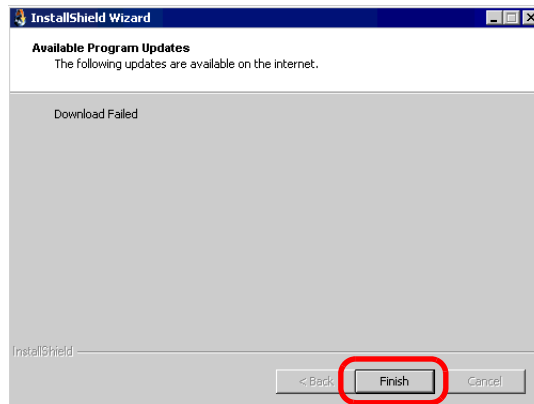 InstallShield Wizard
Available Program Updates
The following updates are available on the internet.
Download Failed
InstallShield
< Back Finish Cancel